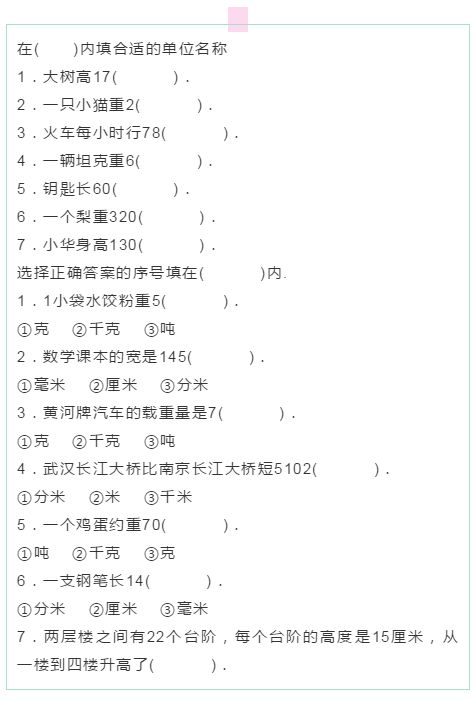 在(　　)内填合适的单位名称
1．大树高17(　　　)．
2．一只小猫重2(　　　)．
3．火车每小时行78(　　　)．
4．一辆坦克重6(　　　)．
5．钥匙长60(　　　)．
6．一个梨重320(　　　)．
7．小华身高130(　　　)．
选择正确答案的序号填在(　　　)内.
1．1小袋水饺粉重5(　　　)．
①克　②千克　③吨
2．数学课本的宽是145(　　　)．
①毫米　②厘米　③分米
3．黄河牌汽车的载重量是7(　　　)．
①克　②千克　③吨
4．武汉长江大桥比南京长江大桥短5102(　　　)．
①分米　②米　③千米
5．一个鸡蛋约重70(　　　)．
①吨　②千克　③克
6．一支钢笔长14(　　　)．
①分米　②厘米　③毫米
7．两层楼之间有22个台阶，每个台阶的高度是15厘米，从
一楼到四楼升高了(　　　)．